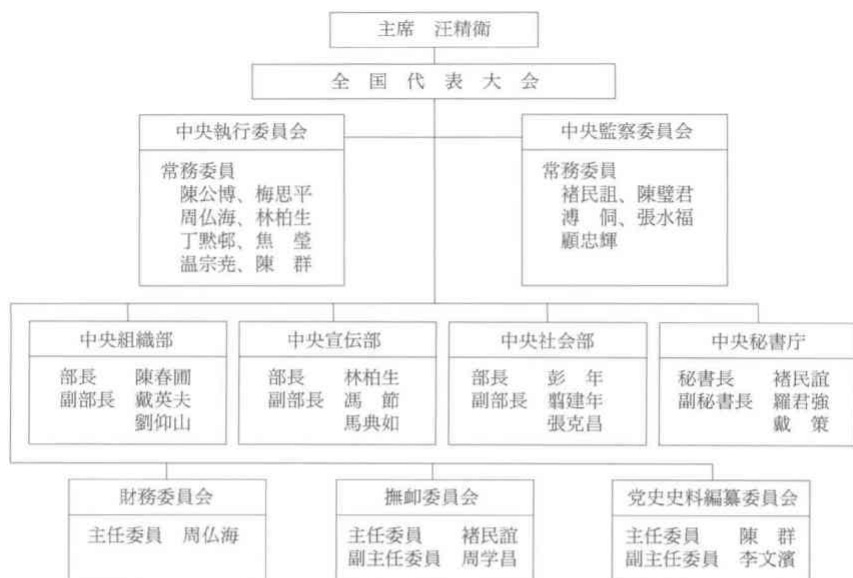 主席　汪精衛
全国代表大会
中央執行委員会
常務委員
陳公博、梅思平
周仏海、林柏生
丁黙邨、焦　瑩
温宗尭、陳　群
中央監察委員会
常務委員
褚民誼、陳璧君
溥　侗、張水福
顧忠輝
中央組織部
部長　陳春圃
副部長　戴英夫
劉仰山
中央宣伝部
部長　林柏生
副部長　馮　節
馬典如
中央社会部
部長　彭　年
副部長　翦建年
張克昌
中央秘書庁
秘書長　褚民誼
副秘書長　羅君強
戴　策
財務委員会
主任委員　周仏海
撫卹委員会
主任委員　褚民誼
副主任委員　周学昌
党史史料編纂委員会
主任委員　陳　群
副主任委員　李文濱